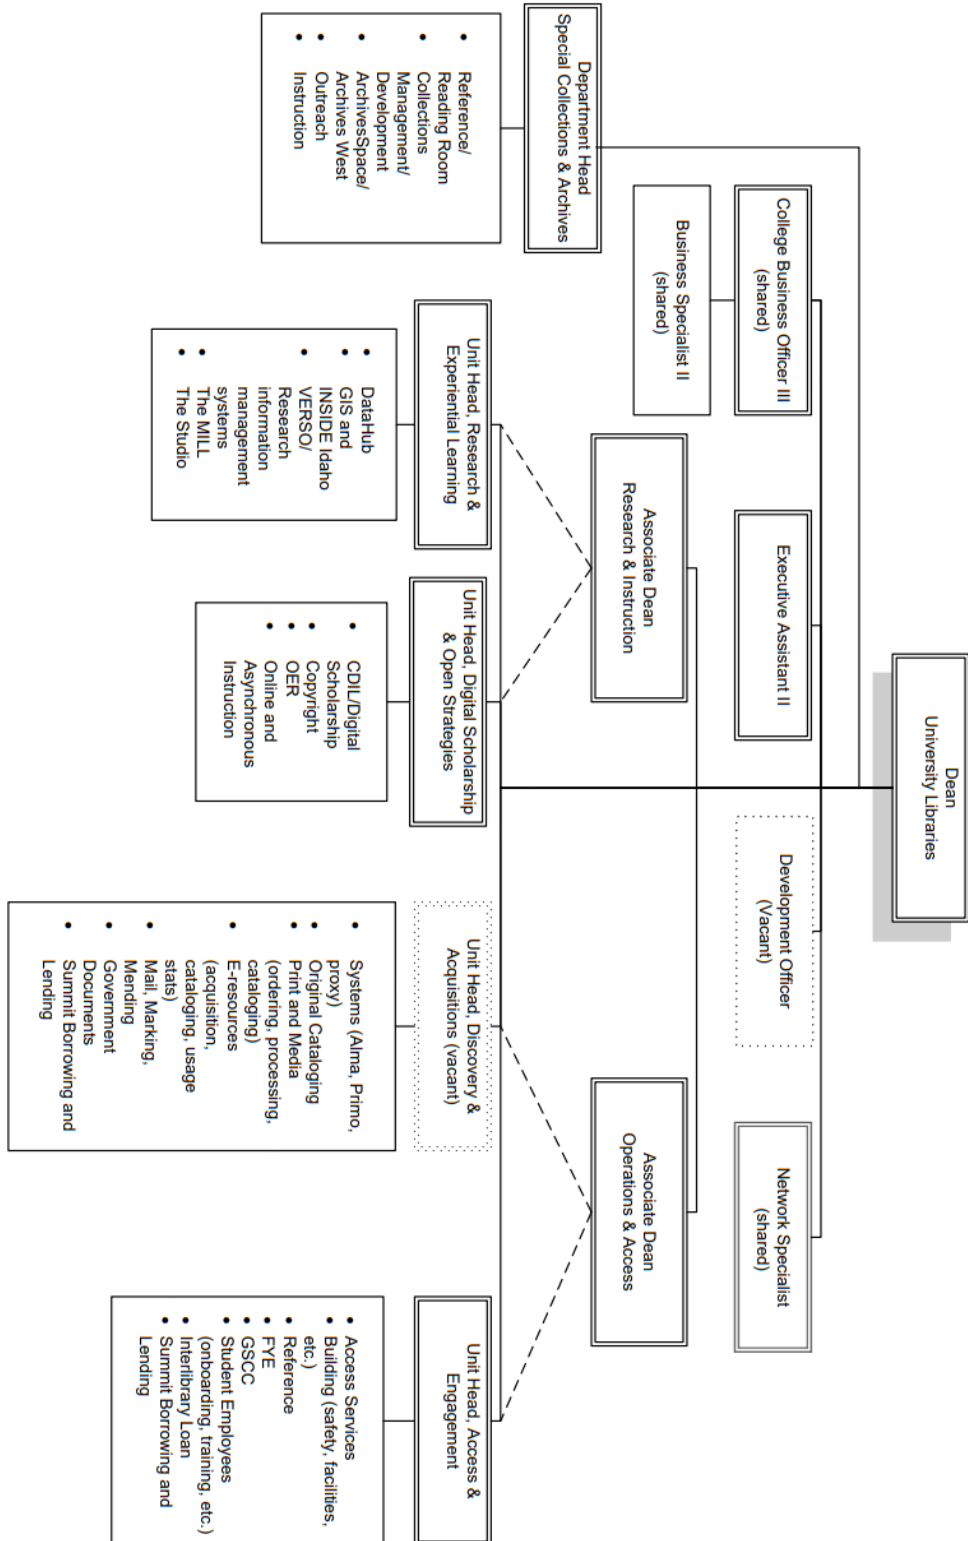 Dean
University Libraries
College Business Officer III
(shared)
Executive Assistant II
Development Officer
(Vacant)
Network Specialist
(shared)
Business Specialist II
(shared)
Department Head
Special Collections & Archives
Associate Dean
Research & Instruction
Associate Dean
Operations & Access
• Reference/
Reading Room
• Collections
Management/
Development
• ArchivesSpace/
Archives West
• Outreach
• Instruction
Unit Head, Research &
Experiential Learning
Unit Head, Digital Scholarship
& Open Strategies
Unit Head, Discovery &
Acquisitions (vacant)
Unit Head, Access &
Engagement
• DataHub
• GIS and
INSIDE Idaho
• VERSO/
Research
information
management
systems
• The MILL
• The Studio
• CDIL/Digital
Scholarship
• Copyright
• OER
• Online and
Asynchronous
Instruction
• Systems (Alma, Primo,
proxy)
• Original Cataloging
• Print and Media
(ordering, processing,
cataloging)
• E-resources
(acquisition,
cataloging, usage
stats)
• Mail, Marking,
Mending
• Government
Documents
• Summit Borrowing and
Lending
• Access Services
• Building (safety, facilities,
etc.)
• Reference
• FYE
• GSCC
• Student Employees
(onboarding, training, etc.)
• Interlibrary Loan
• Summit Borrowing and
Lending